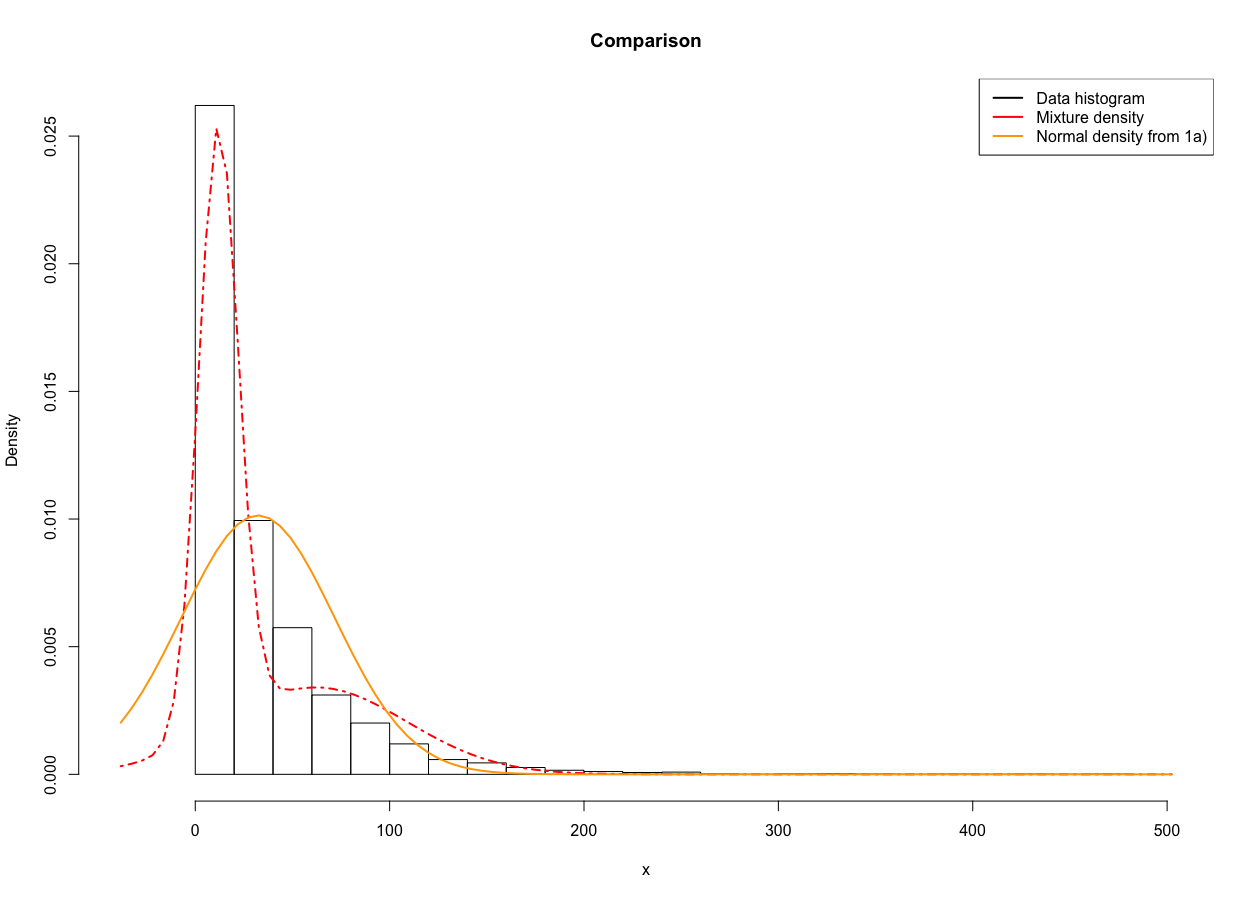 Comparison
Data histogram
Mixture density
Normal density from 1a)
Density
0.025
0.020
0.015
0.010
0.005
0.000
0 100 200 300 400 500
x